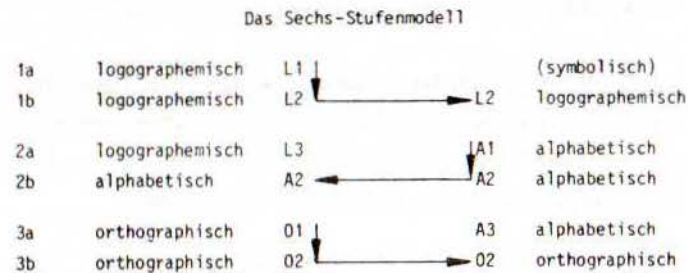 Das Sechs-Stufenmodell
1a logographemisch L1 (symbolisch)
1b logographemisch L2 L2 logographemisch
2a logographemisch L3 A1 alphabetisch
2b alphabetisch A2 A2 alphabetisch
3a orthographisch O1 A3 alphabetisch
3b orthographisch O2 O2 orthographisch